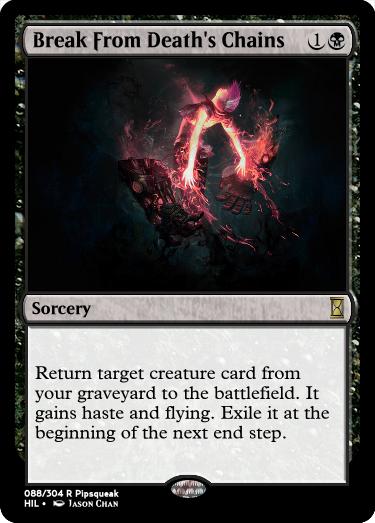 Break From Death's Chains 1
Sorcery
Return target creature card from
your graveyard to the battlefield. It
gains haste and flying. Exile it at the
beginning of the next end step.
088/304 R Pipsqueak
HIL • Jason Chan